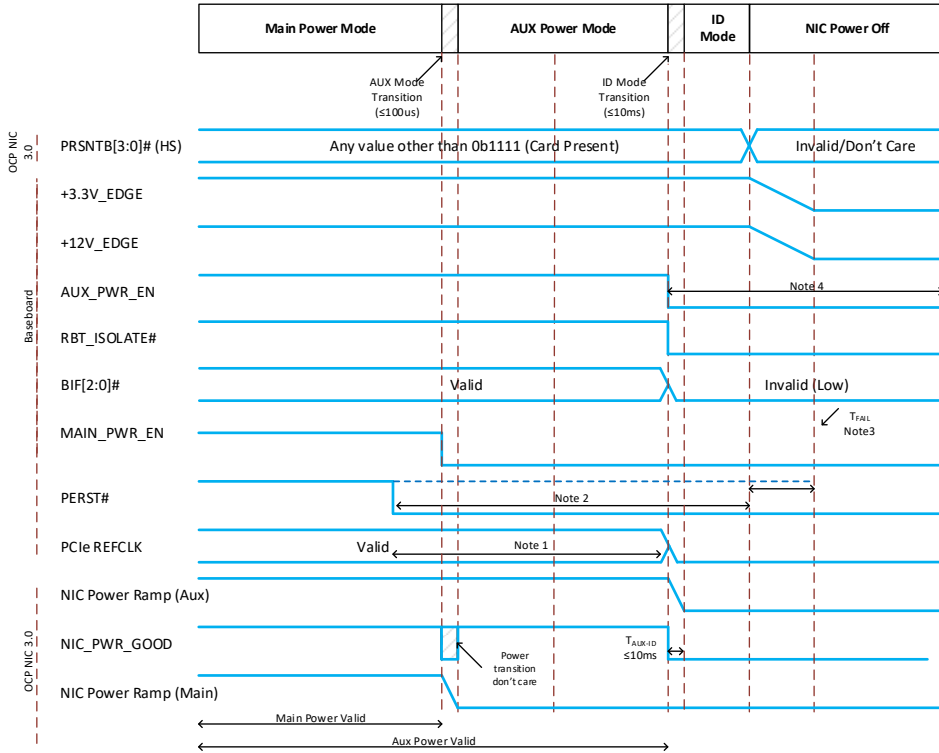 Main Power Mode
AUX Power Mode
ID
Mode
NIC Power Off
AUX Mode
Transition
(≤100us)
ID Mode
Transition
(≤10ms)
OCP NIC
3.0
PRSNTB[3:0]# (HS)
Any value other than 0b1111 (Card Present)
Invalid/Don't Care
+3.3V_EDGE
+12V_EDGE
Baseboard
AUX_PWR_EN
Note 4
RBT_ISOLATE#
BIF[2:0]#
Valid
Invalid (Low)
TFAIL
Note3
MAIN_PWR_EN
PERST#
Note 2
PCIe REFCLK
Valid
Note 1
OCP NIC 3.0
NIC Power Ramp (Aux)
NIC_PWR_GOOD
Power
transition
don't care
TAUX-ID
≤10ms
NIC Power Ramp (Main)
Main Power Valid
Aux Power Valid